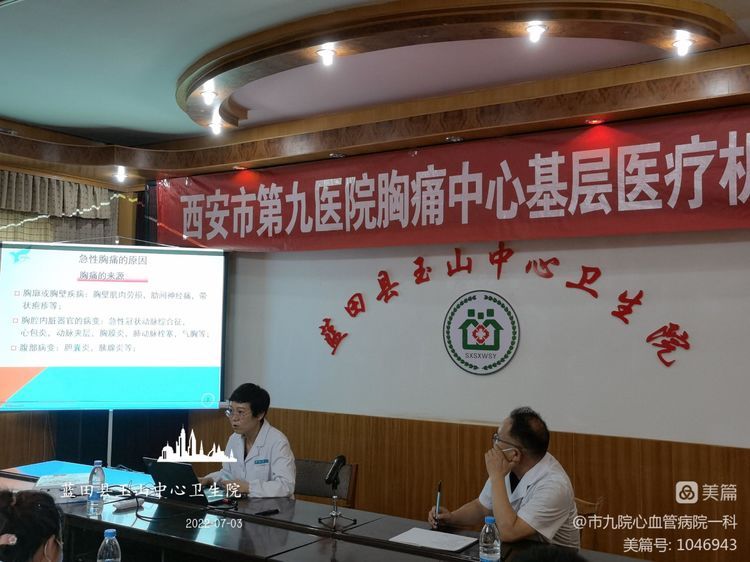 西安市第九医院胸痛中心基层医疗机
蓝田县玉山中心卫生院
SXSXWSY
急性胸痛的原因
胸痛的来源:
胸廓或胸壁疾病:胸壁肌肉劳损、肋间神经痛、带
状疱疹等;
胸腔内脏器官的病变:急性冠状动脉综合征、
心包炎、动脉夹层、胸膜炎、肺动脉栓塞、气胸等;
腹部病变:胆囊炎、胰腺炎等;
蓝田县玉山中心卫生院
2022-07-03
美篇
@市九院心血管病院一科
美篇号: 1046943